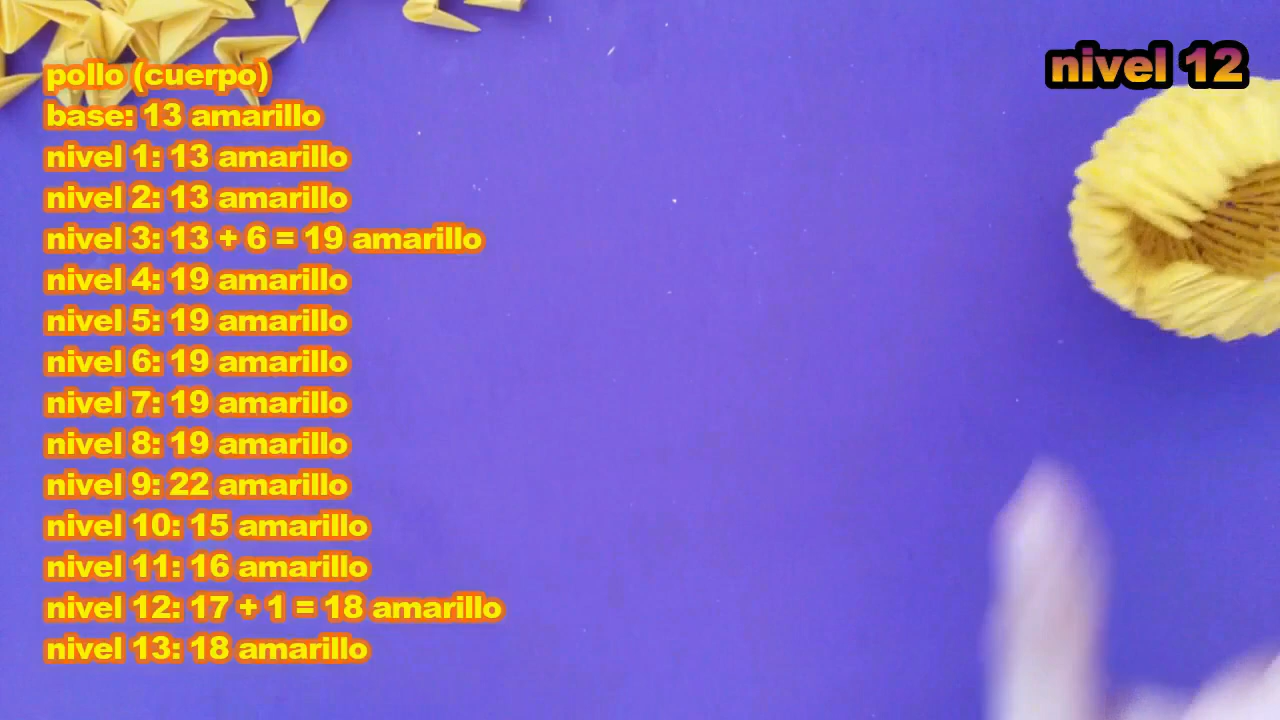 pollo (cuerpo)
base: 13 amarillo
nivel 1: 13 amarillo
nivel 2: 13 amarillo
nivel 3: 13 + 6 = 19 amarillo
nivel 4: 19 amarillo
nivel 5: 19 amarillo
nivel 6: 19 amarillo
nivel 7: 19 amarillo
nivel 8: 19 amarillo
nivel 9: 22 amarillo
nivel 10: 15 amarillo
nivel 11: 16 amarillo
nivel 12: 17 + 1 = 18 amarillo
nivel 13: 18 amarillo
nivel 12